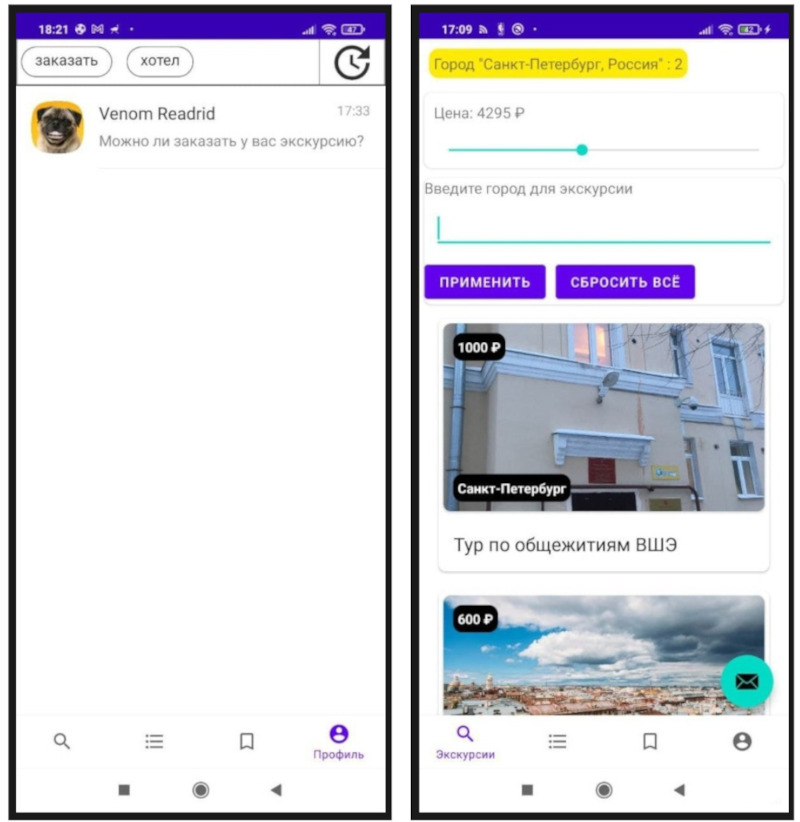 18:21
47
заказать
хотел
Venom Readrid
17:33
Можно ли заказать у вас экскурсию?
Профиль
17:09
42
Город "Санкт-Петербург, Россия" : 2
Цена: 4295 ₽
Введите город для экскурсии
ПРИМЕНИТЬ
СБРОСИТЬ ВСЁ
1000 ₽
Санкт-Петербург
Тур по общежитиям ВШЭ
600 ₽
Экскурсии